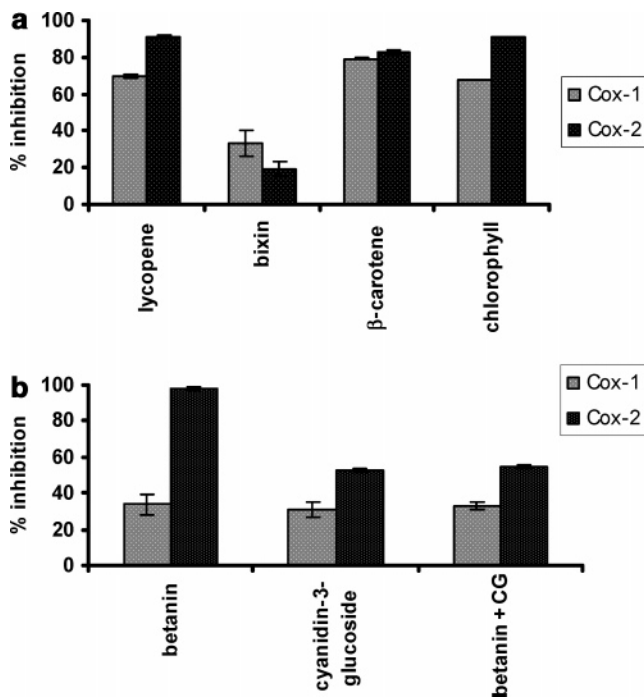 a
100
80
60
40
20
0
% inhibition
lycopene
bixin
β-carotene
chlorophyll
Cox-1
Cox-2
b
100
80
60
40
20
0
% inhibition
betanin
cyanidin-3-
glucoside
betanin + CG
Cox-1
Cox-2